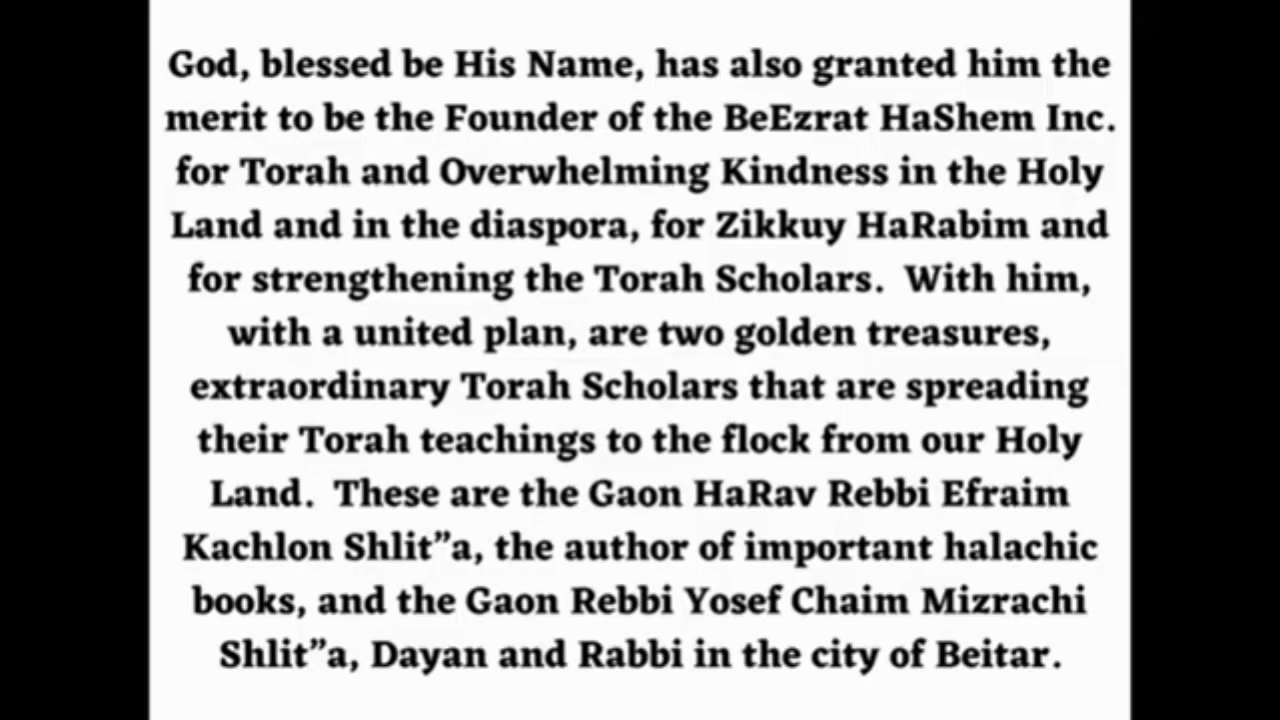 God, blessed be His Name, has also granted him the
merit to be the Founder of the BeEzrat HaShem Inc.
for Torah and Overwhelming Kindness in the Holy
Land and in the diaspora, for Zikkuy HaRabim and
for strengthening the Torah Scholars.  With him,
with a united plan, are two golden treasures,
extraordinary Torah Scholars that are spreading
their Torah teachings to the flock from our Holy
Land.  These are the Gaon HaRav Rebbi Efraim
Kachlon Shlit”a, the author of important halachic
books, and the Gaon Rebbi Yosef Chaim Mizrachi
Shlit”a, Dayan and Rabbi in the city of Beitar.